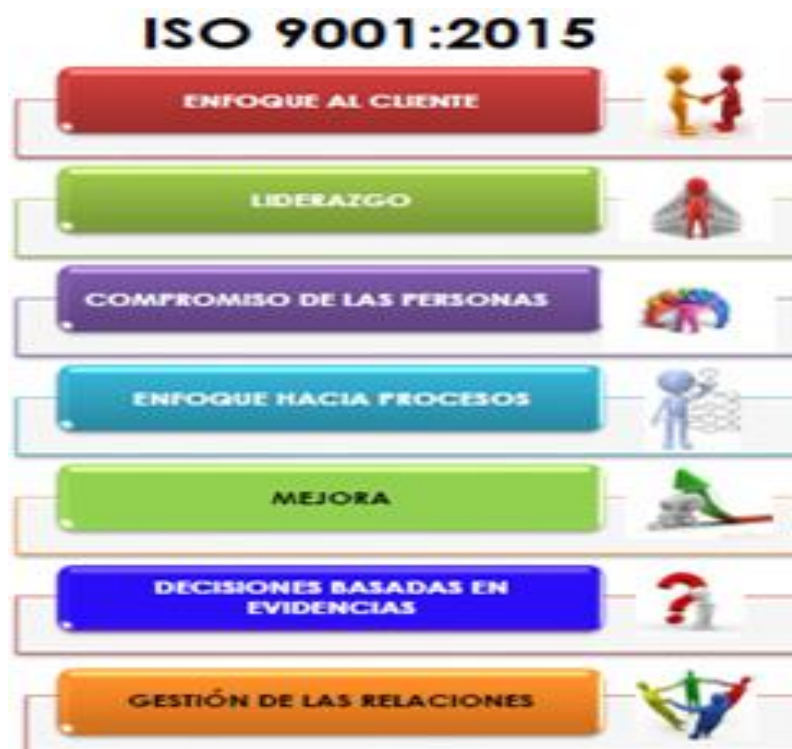 ISO 9001:2015
ENFOQUE AL CLIENTE
LIDERAZGO
COMPROMISO DE LAS PERSONAS
ENFOQUE HACIA PROCESOS
MEJORA
DECISIONES BASADAS EN
EVIDENCIAS
GESTIÓN DE LAS RELACIONES